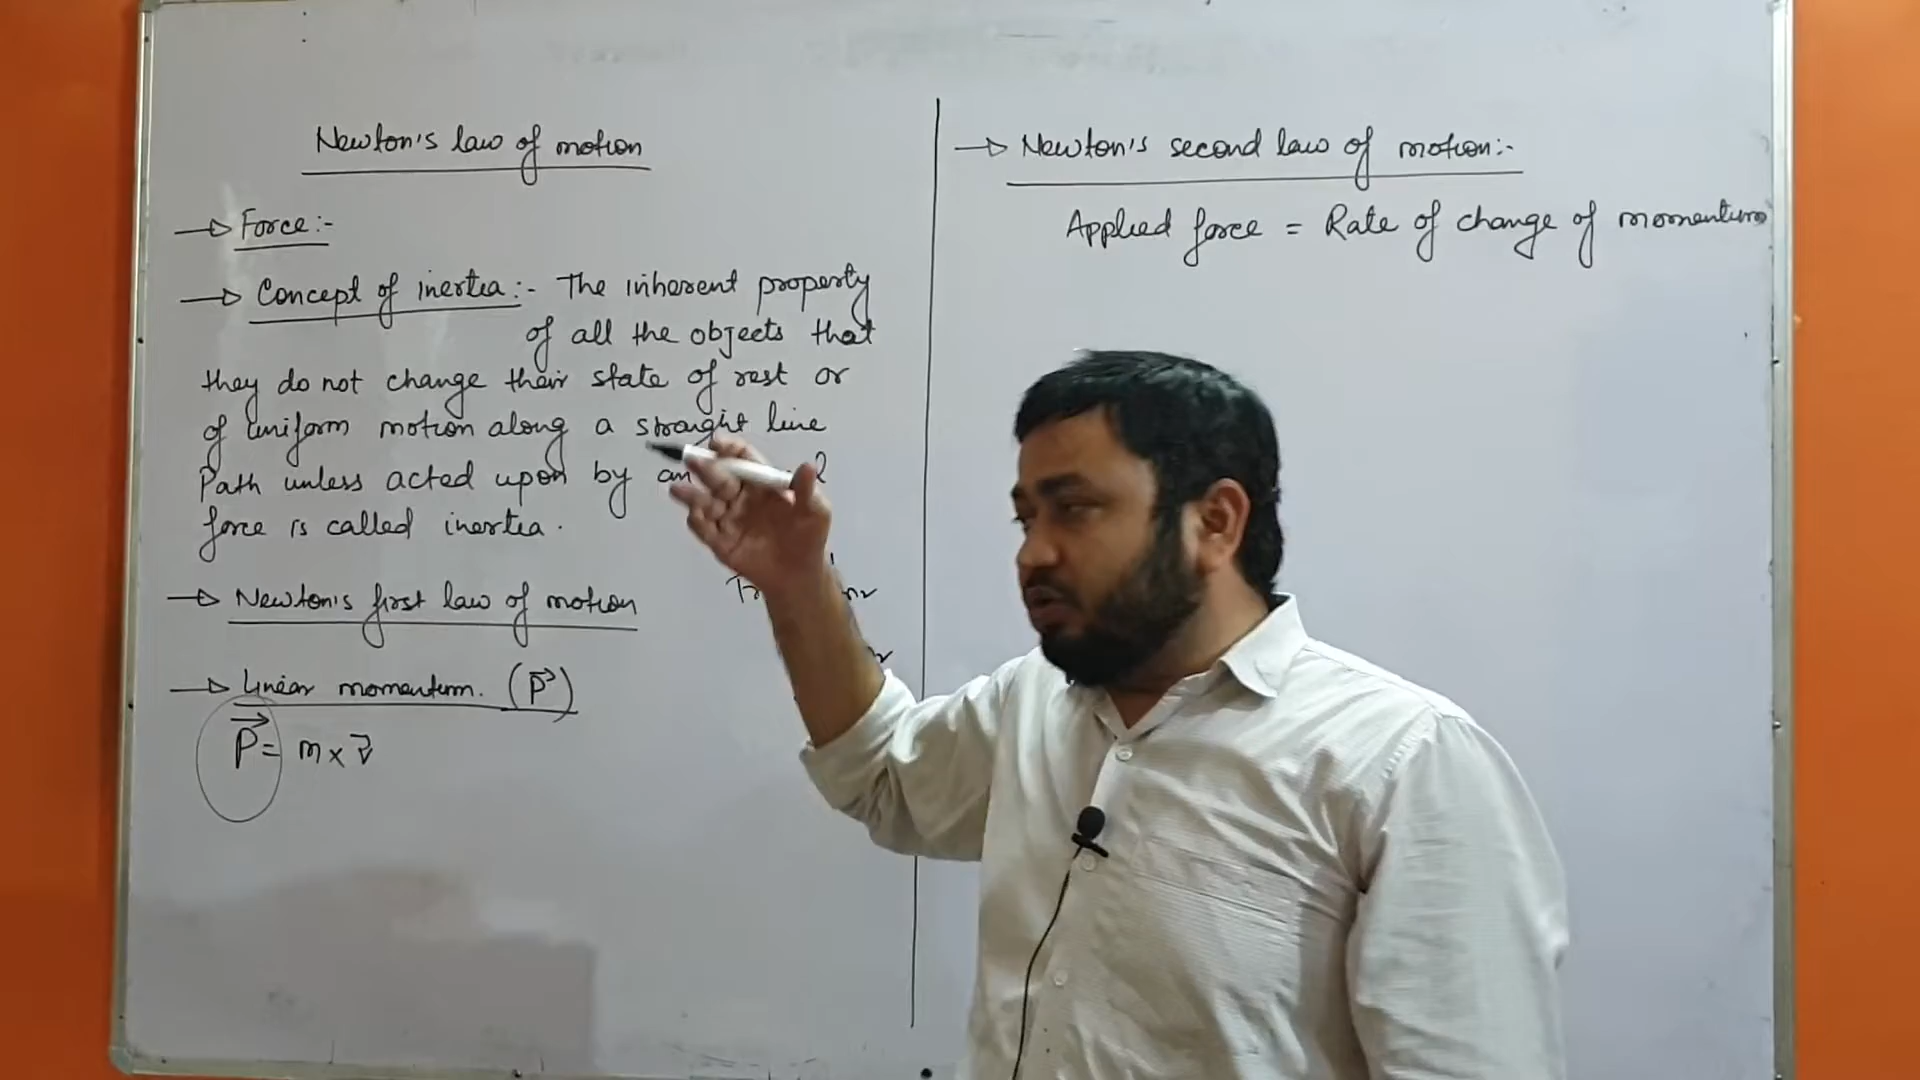 Newton's law of motion
→ Force:-
→ Concept of inertia:- The inherent property
of all the objects that
they do not change their state of rest or
of uniform motion along a straight line
Path unless acted upon by an
force is called inertia.
→ Newton's first law of motion
→ Linear momentum. (P⃗)
P⃗ = m x v⃗
→ Newton's second law of motion:-
Applied force = Rate of change of momentum